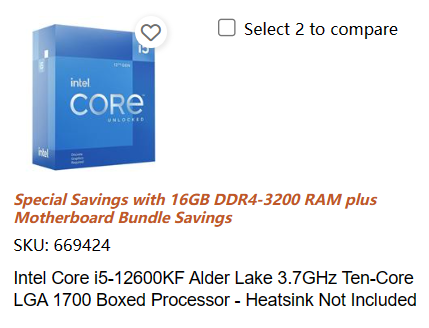 Select 2 to compare
i5
intel
CORE
UNLOCKED
intel
Special Savings with 16GB DDR4-3200 RAM plus
Motherboard Bundle Savings
SKU: 669424
Intel Core i5-12600KF Alder Lake 3.7GHz Ten-Core
LGA 1700 Boxed Processor - Heatsink Not Included